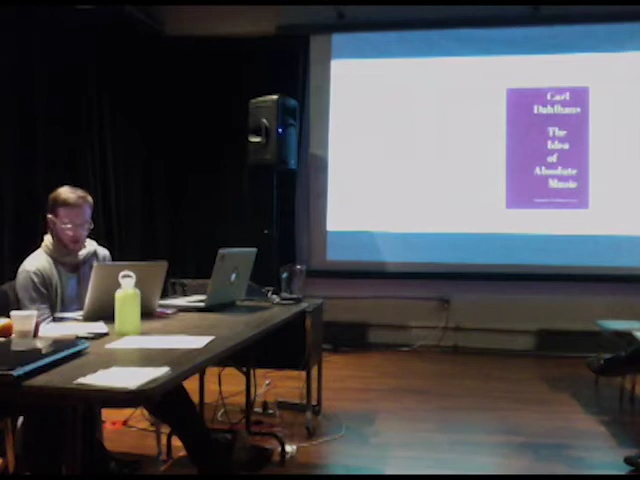 Carl
Dahlhaus
The
Idea
of
Absolute
Music